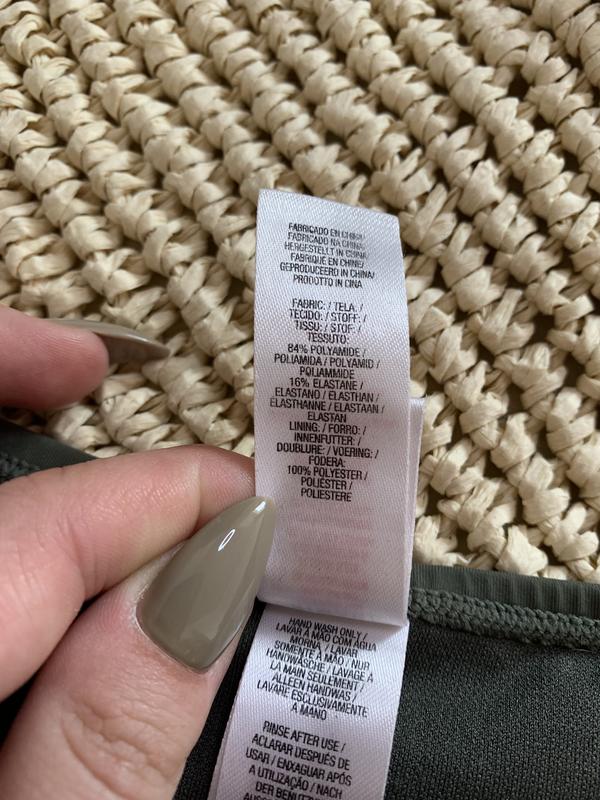 FABRICADO EN CHINA/
FABRICADO NA CHINA/
HERGESTELLT IN CHINA/
FABRIQUÉ EN CHINE/
GEPRODUCEERD IN CHINA/
PRODOTTO IN CINA
FABRIC: / TELA. /
TECIDO: / STOFF: /
TISSU: / STOF: /
TESSUTO:
84% POLYAMIDE /
POLIAMIDA / POLYAMID /
POLIAMMIDE
16% ELASTANE /
ELASTANO / ELASTHAN /
ELASTHANNE / ELASTAAN /
ELASTAN
LINING: / FORRO: /
INNENFUTTER: /
DOUBLURE: / VOERING: /
FODERA:
100% POLYESTER /
POLIÉSTER /
POLIESTERE
HAND WASH ONLY /
LAVAR A MÃO COM ÁGUA
MORNA / LAVAR
SOMENTE À MÃO / NUR
HANDWÄSCHE / LAVAGE À
LA MAIN SEULEMENT /
ALLEEN HANDWAS /
LAVARE ESCLUSIVAMENTE
A MANO
RINSE AFTER USE /
ACLARAR DESPUÉS DE
USAR / ENXAGUAR APÓS
A UTILIZAÇÃO / NACH
DER